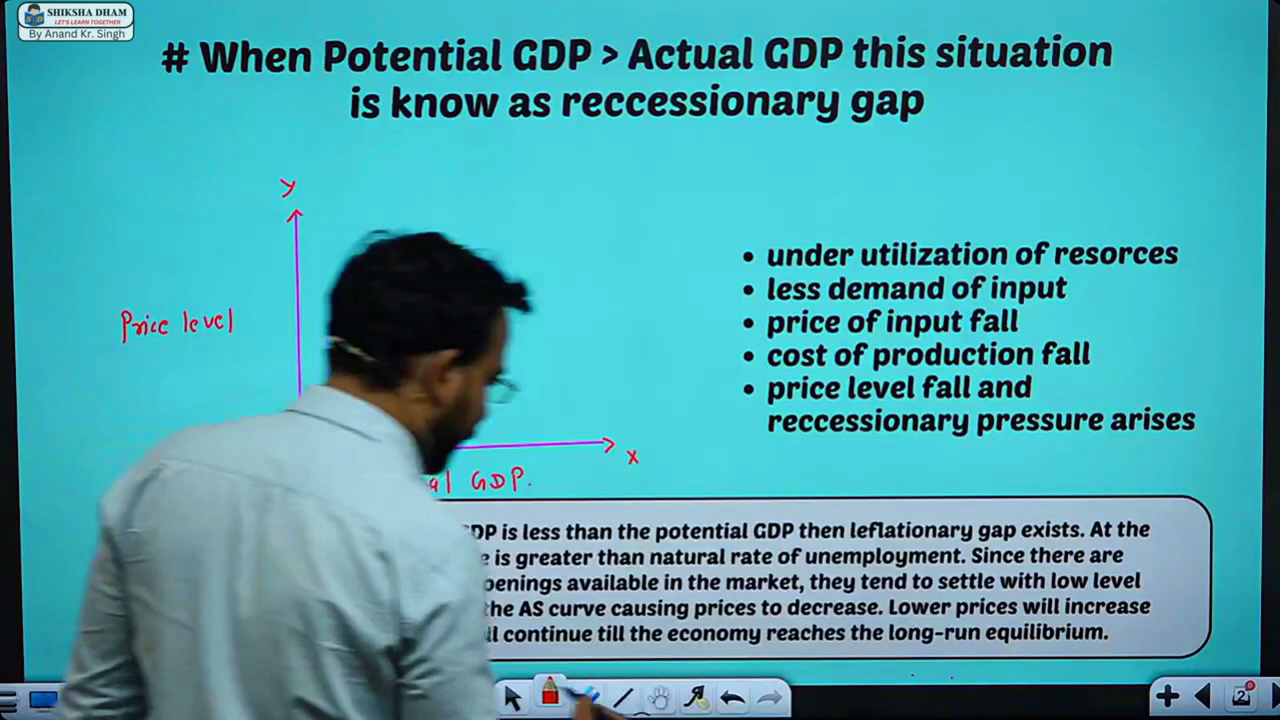 SHIKSHA DHAM
LET'S LEARN TOGETHER
By Anand Kr. Singh
# When Potential GDP > Actual GDP this situation
is know as reccessionary gap
y
Price level
x
GDP.
• under utilization of resorces
• less demand of input
• price of input fall
• cost of production fall
• price level fall and
reccessionary pressure arises
is less than the potential GDP then leflationary gap exists. At the
is greater than natural rate of unemployment. Since there are
available in the market, they tend to settle with low level
the AS curve causing prices to decrease. Lower prices will increase
continue till the economy reaches the long-run equilibrium.
2
0